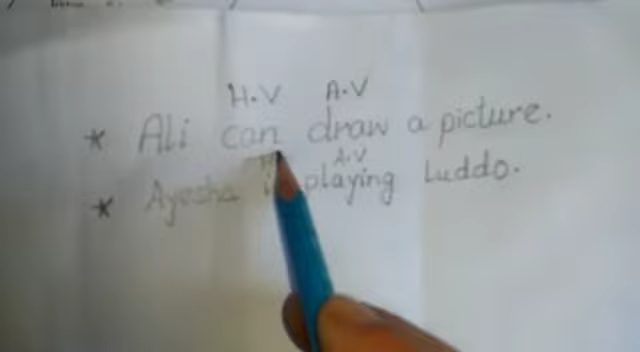 H.V A.V
* Ali can draw a picture.
A.V
* Ayesha playing Luddo.